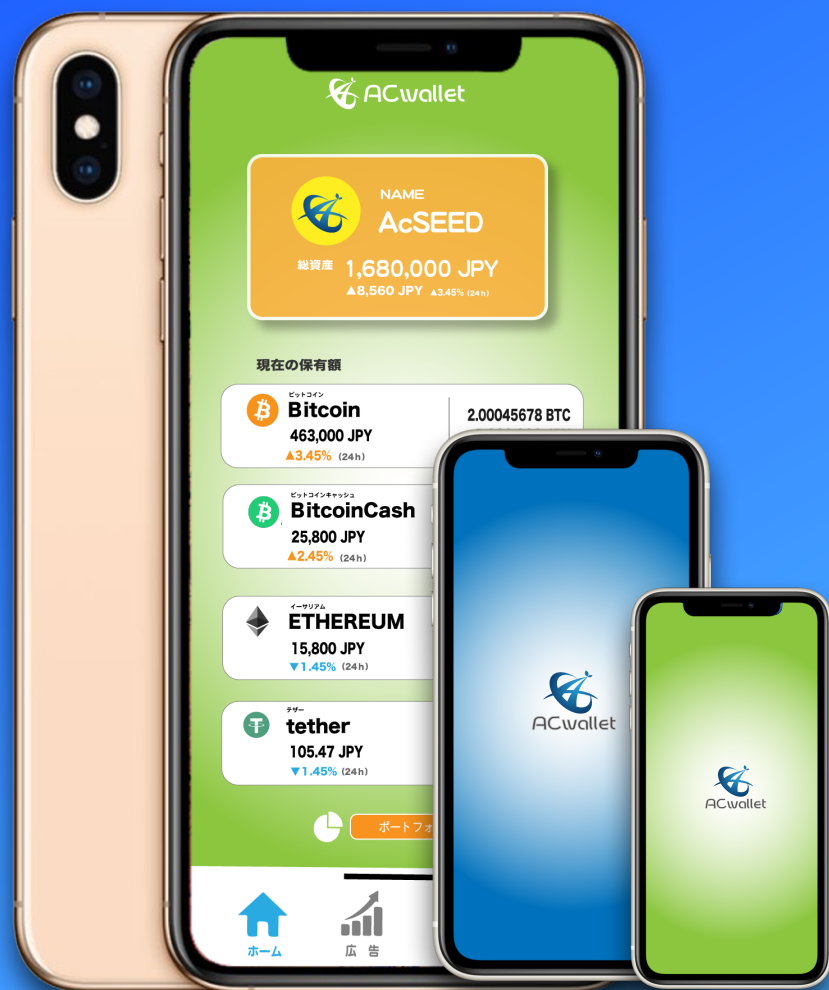 ACwallet
NAME
AcSEED
総資産 1,680,000 JPY
▲8,560 JPY ▲3.45% (24h)
現在の保有額
ビットコイン
Bitcoin
463,000 JPY
▲3.45% (24h)
2.00045678 BTC
ビットコインキャッシュ
BitcoinCash
25,800 JPY
▲2.45% (24h)
イーサリアム
ETHEREUM
15,800 JPY
▼1.45% (24h)
テザー
tether
105.47 JPY
▼1.45% (24h)
ポートフォ
ホーム
広告
ACwallet
ACwallet